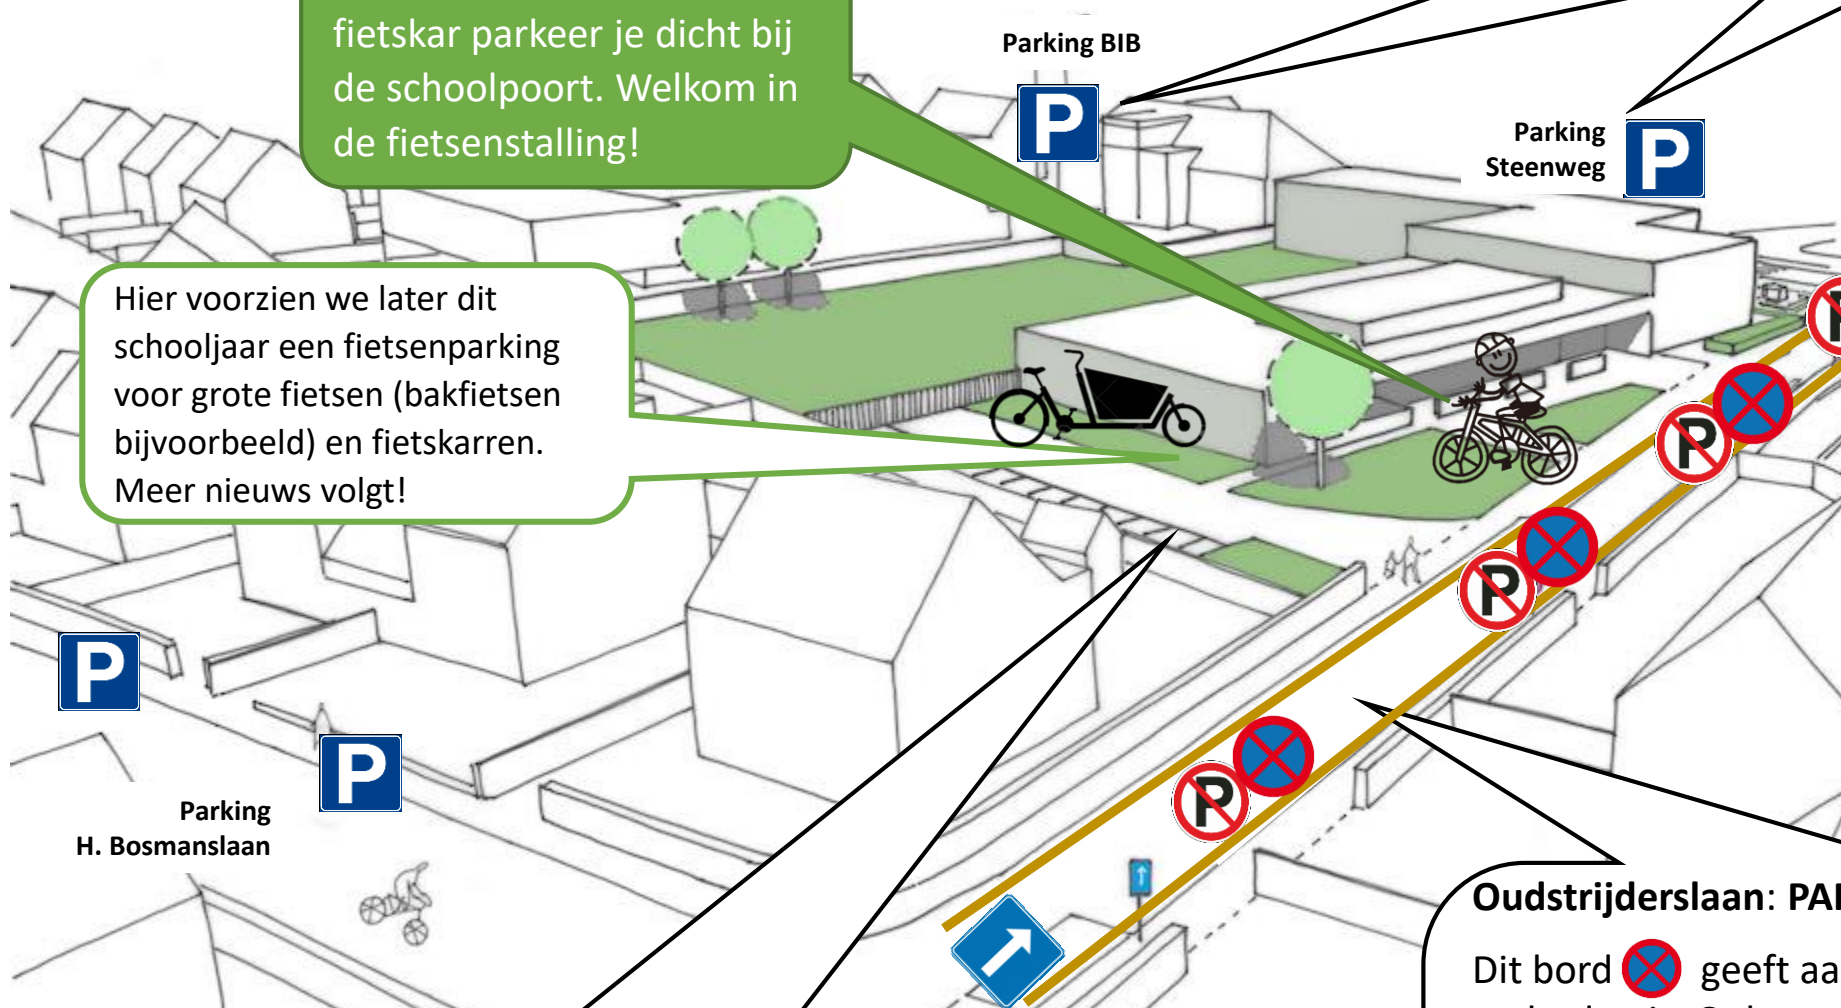 fietskar parkeer je dicht bij
de schoolpoort. Welkom in
de fietsenstalling!
Parking BIB
P
Parking
Steenweg
P
Hier voorzien we later dit
schooljaar een fietsenparking
voor grote fietsen (bakfietsen
bijvoorbeeld) en fietskarren.
Meer nieuws volgt!
P
P
P
P
P
Parking
H. Bosmanslaan
P
Oudstrijderslaan:
Dit bord geeft